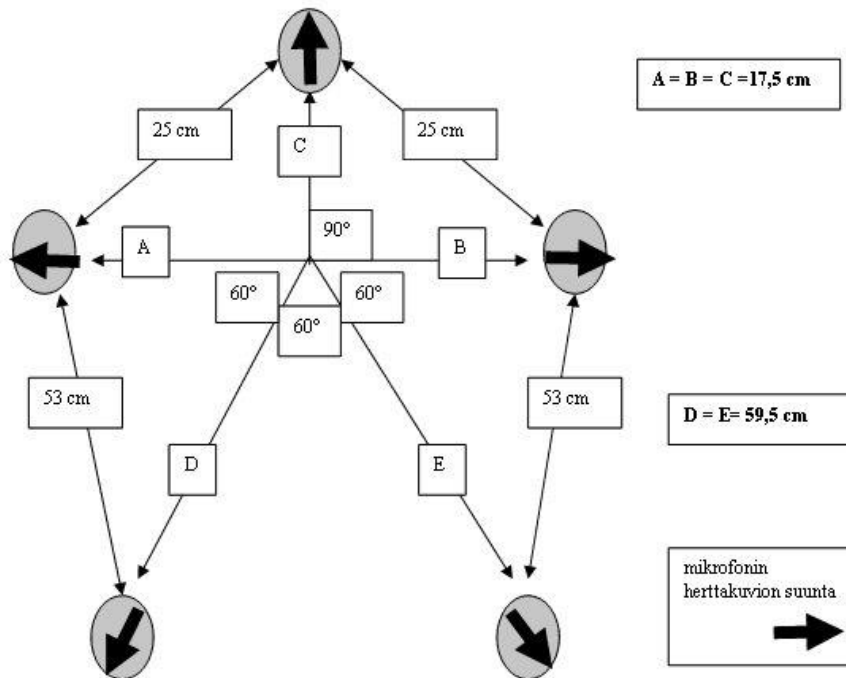 A = B = C =17,5 cm
25 cm
25 cm
C
90°
A
B
60°
60°
60°
53 cm
53 cm
D = E= 59,5 cm
D
E
mikrofonin
herttakuvion suunta